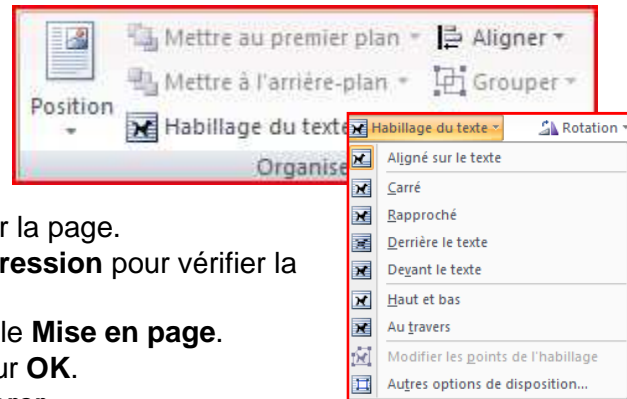 Mettre au premier plan
Aligner
Mettre à l'arrière-plan
Grouper
Position
Habillage du texte
Organise
Habillage du texte
Rotation
Aligné sur le texte
Carré
Rapproché
Derrière le texte
Devant le texte
Haut et bas
Au travers
Modifier les points de l'habillage
Autres options de disposition...
r la page.
ression pour vérifier la
le Mise en page.
ur OK.